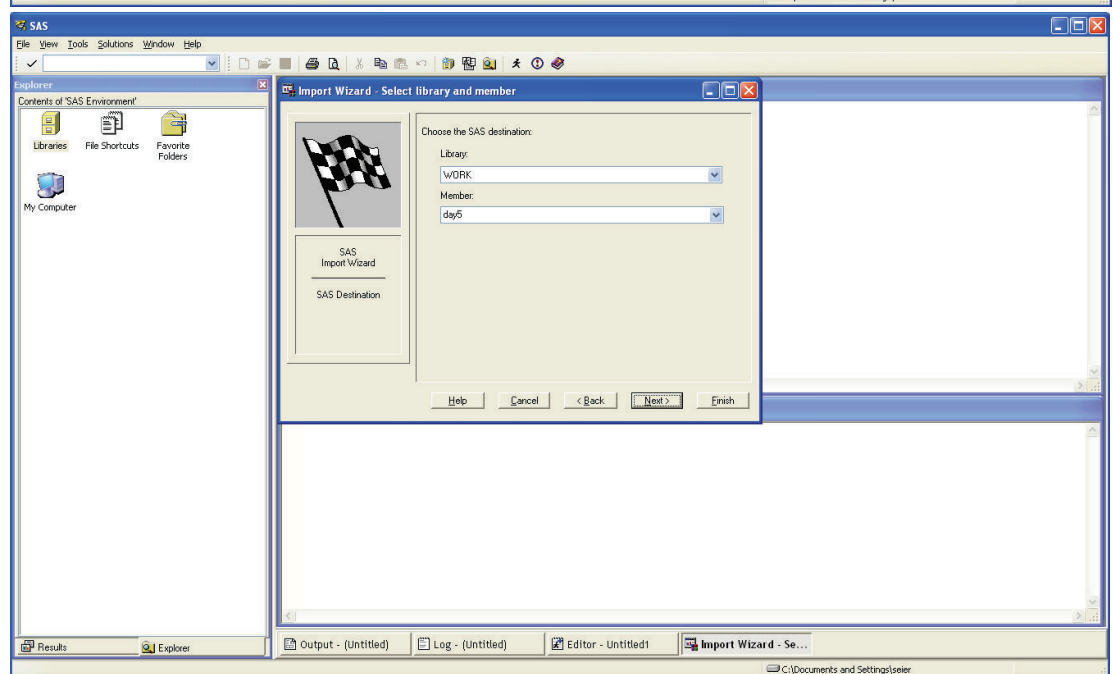 SAS
File View Tools Solutions Window Help
Explorer
Contents of 'SAS Environment'
Libraries
File Shortcuts
Favorite
Folders
My Computer
Import Wizard - Select library and member
Choose the SAS destination:
Library:
WORK
Member:
day5
SAS
Import Wizard
SAS Destination
Help
Cancel
< Back
Next >
Finish
Results
Explorer
Output - (Untitled)
Log - (Untitled)
Editor - Untitled1
Import Wizard - Se...
C:\Documents and Settings\seier